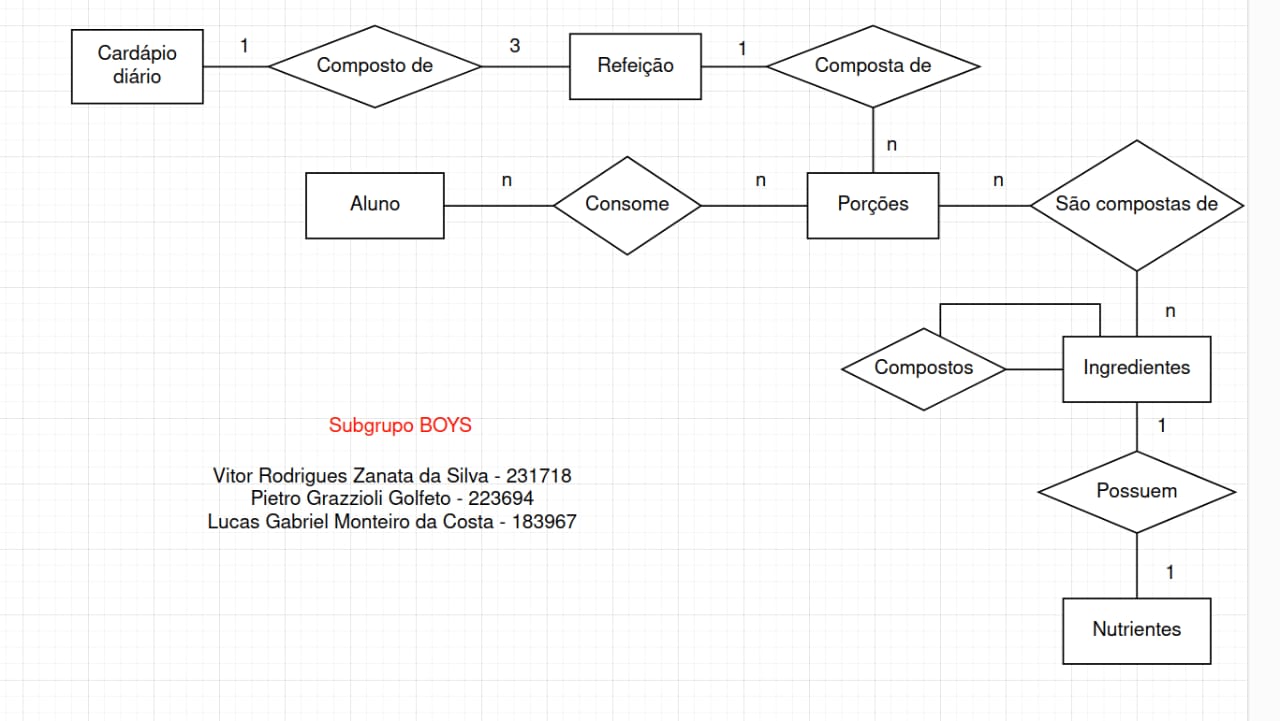 Cardápio
diário
1
Composto de
3
Refeição
1
Composta de
n
Aluno
n
Consome
n
Porções
n
São compostas de
n
Compostos
Ingredientes
1
Possuem
1
Nutrientes
Subgrupo BOYS
Vitor Rodrigues Zanata da Silva - 231718
Pietro Grazzioli Golfeto - 223694
Lucas Gabriel Monteiro da Costa - 183967